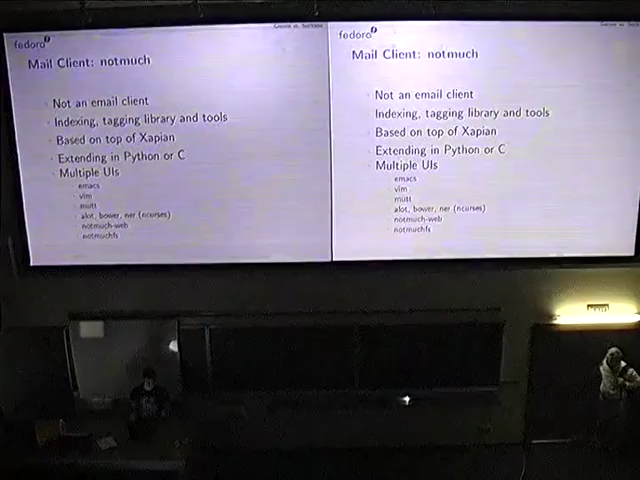 fedora
Mail Client: notmuch
Not an email client
Indexing, tagging library and tools
Based on top of Xapian
Extending in Python or C
Multiple UIs
emacs
vim
mutt
alot, bower, ner (ncurses)
notmuch-web
notmuchfs
fedora
Mail Client: notmuch
Not an email client
Indexing, tagging library and tools
Based on top of Xapian
Extending in Python or C
Multiple UIs
emacs
vim
mutt
alot, bower, ner (ncurses)
notmuch-web
notmuchfs